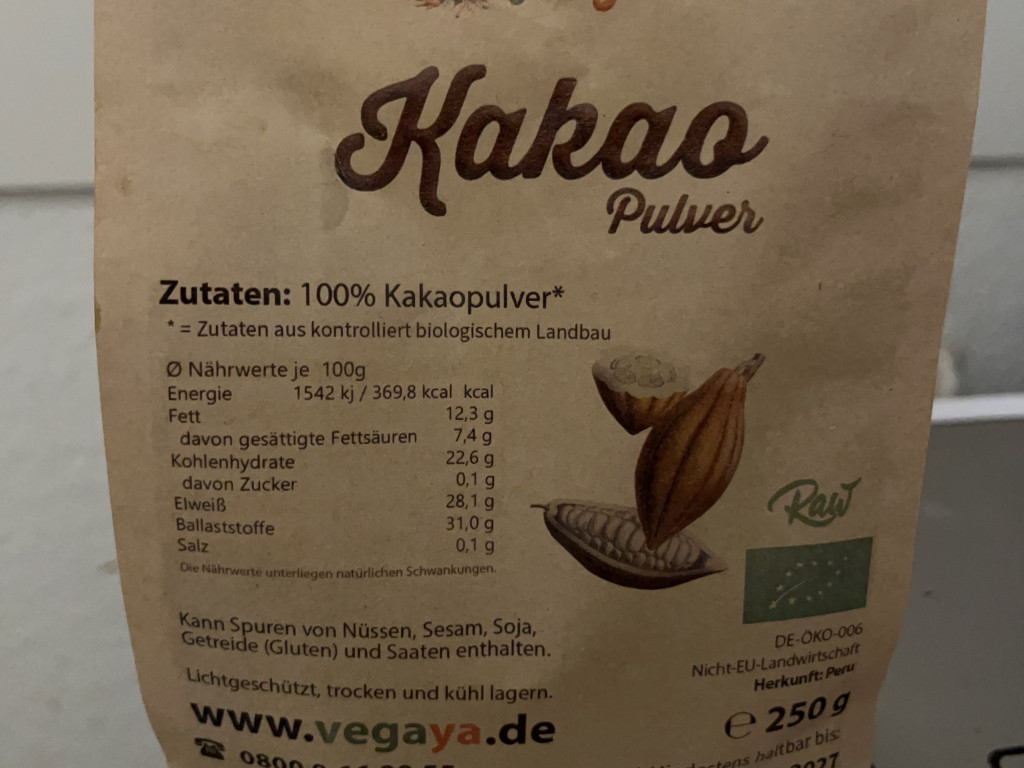 Kakao
Pulver
Zutaten: 100% Kakaopulver*
* = Zutaten aus kontrolliert biologischem Landbau
Ø Nährwerte je 100g
Energie 1542 kj / 369,8 kcal kcal
Fett 12,3 g
davon gesättigte Fettsäuren 7,4 g
Kohlenhydrate 22,6 g
davon Zucker 0,1 g
Elweiß 28,1 g
Ballaststoffe 31,0 g
Salz 0,1 g
Die Nährwerte unterliegen natürlichen Schwankungen.
Raw
Kann Spuren von Nüssen, Sesam, Soja,
Getreide (Gluten) und Saaten enthalten.
Lichtgeschützt, trocken und kühl lagern.
DE-ÖKO-006
Nicht-EU-Landwirtschaft
Herkunft: Peru
www.vegaya.de
e 250 g
0800
haltbar bis:
2027